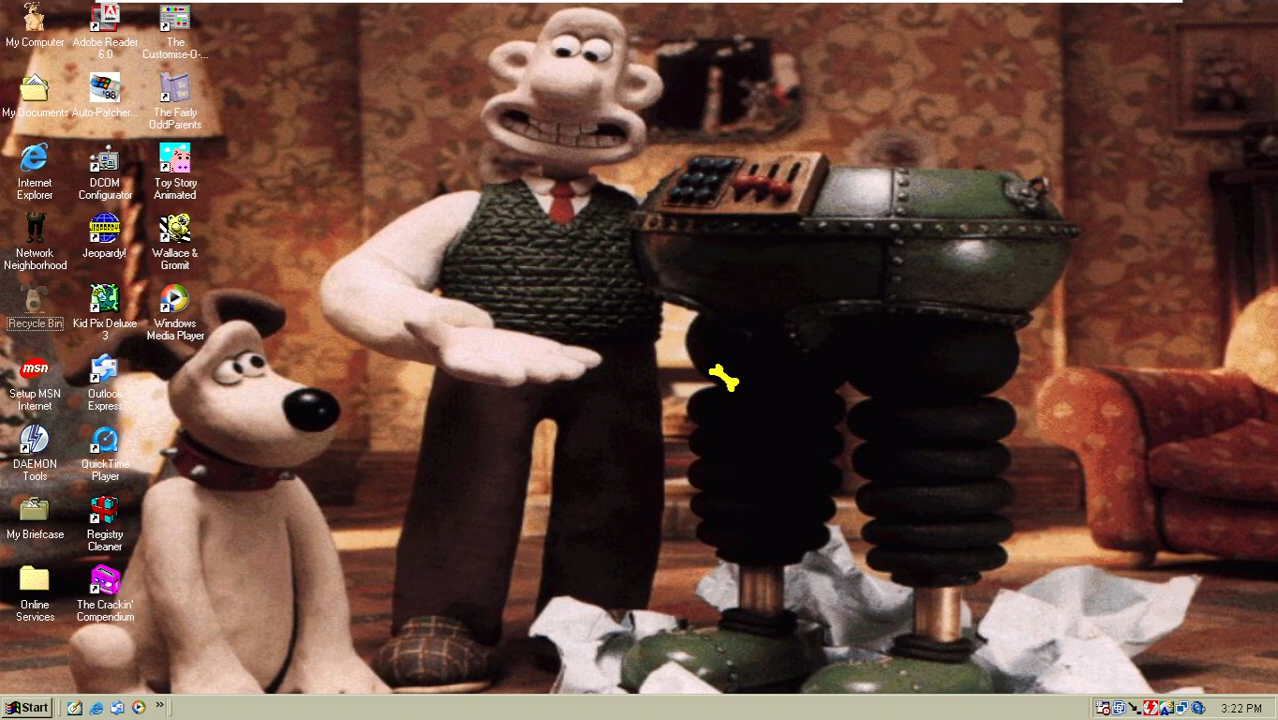 My Computer
Adobe Reader
6.0
The
Customise-O-...
My Documents
Auto-Patcher...
The Fairly
OddParents
Internet
Explorer
DCOM
Configurator
Toy Story
Animated
Network
Neighborhood
Jeopardy!
Wallace &
Gromit
Recycle Bin
Kid Pix Deluxe
3
Windows
Media Player
msn
Setup MSN
Internet
Outlook
Express
DAEMON
Tools
QuickTime
Player
My Briefcase
Registry
Cleaner
Online
Services
The Crackin'
Compendium
Start
3:22 PM